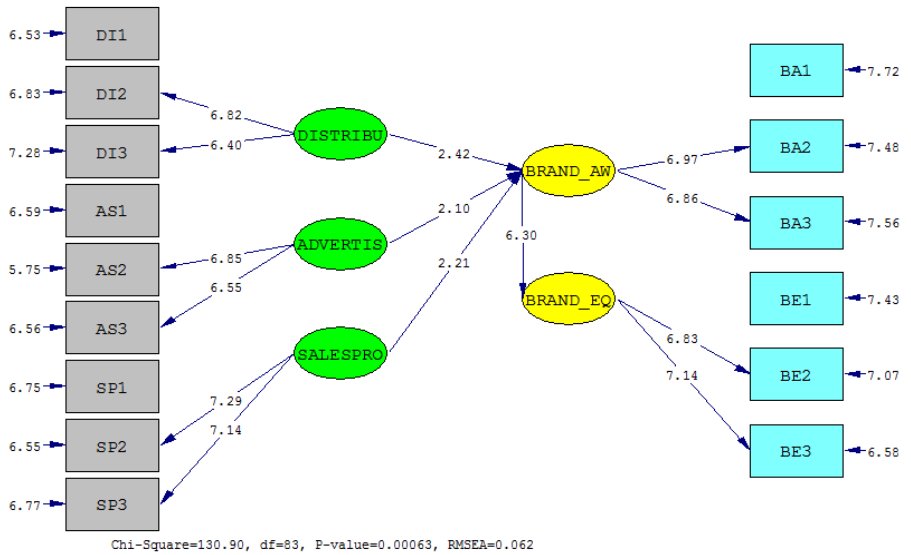 6.53 DI1
6.83 DI2
7.28 DI3
6.59 AS1
5.75 AS2
6.56 AS3
6.75 SP1
6.55 SP2
6.77 SP3
6.82
6.40
6.85
6.55
7.29
7.14
DISTRIBU
ADVERTIS
SALESPRO
2.42
2.10
2.21
BRAND_AW
6.30
BRAND_EQ
6.97
6.86
6.83
7.14
BA1 7.72
BA2 7.48
BA3 7.56
BE1 7.43
BE2 7.07
BE3 6.58
Chi-Square=130.90, df=83, P-value=0.00063, RMSEA=0.062